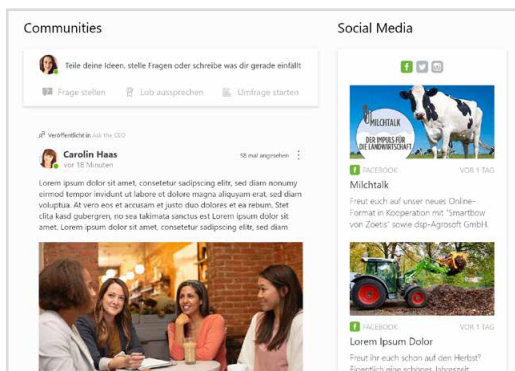 Communities
Teile deine Ideen, stelle Fragen oder schreibe was dir gerade einfällt
Frage stellen
Lob aussprechen
Umfrage starten
Veröffentlicht in Ask the CEO
Carolin Haas
vor 18 Minuten
58 mal angesehen
Lorem ipsum dolor sit amet, consetetur sadipscing elitr, sed diam nonumy
eirmod tempor invidunt ut labore et dolore magna aliquyam erat, sed diam
voluptua. At vero eos et accusam et justo duo dolores et ea rebum. Stet
clita kasd gubergren, no sea takimata sanctus est Lorem ipsum dolor sit
amet. Lorem ipsum dolor sit amet, consetetur sadipscing elitr, sed diam
Social Media
MILCHTALK
DER IMPULS FÜR
DIE LANDWIRTSCHAFT
FACEBOOK
VOR 1 TAG
Milchtalk
Freut euch auf unser neues Online-
Format in Kooperation mit "Smartbow
von Zoetis" sowie dsp-Agrosoft GmbH.
FACEBOOK
VOR 1 TAG
Lorem Ipsum Dolor
Freut ihr euch schon auf den Herbst?
Eigentlich eine schönes Jahreszeit